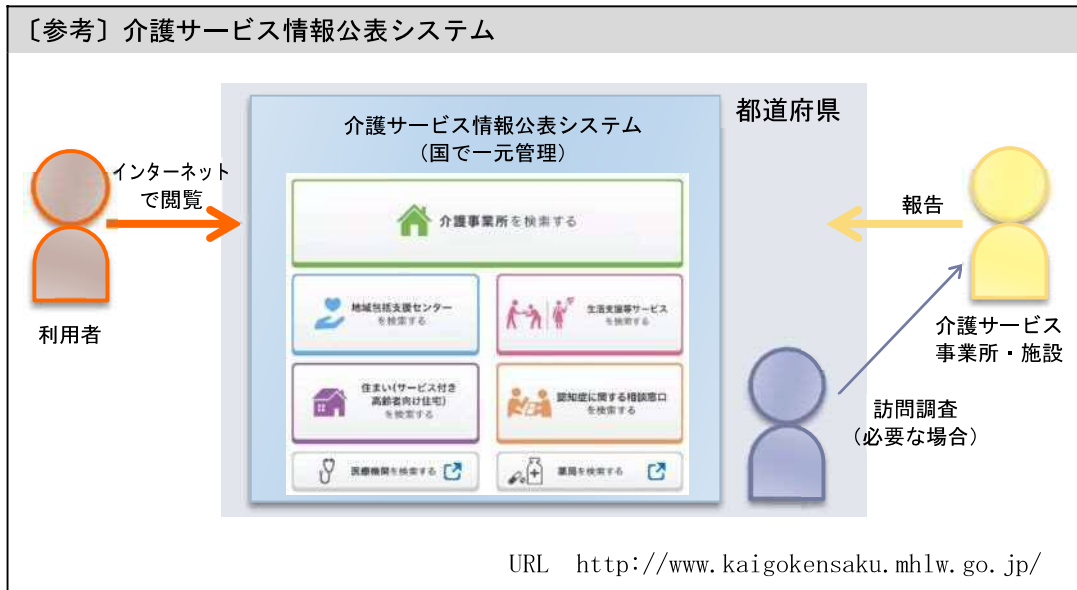 〔参考〕介護サービス情報公表システム
都道府県
介護サービス情報公表システム
（国で一元管理）
インターネット
で閲覧
利用者
介護事業所を検索する
地域包括支援センター
を検索する
生活支援等サービス
を検索する
住まい(サービス付き
高齢者向け住宅)
を検索する
認知症に関する相談窓口
を検索する
医療機関を検索する
薬局を検索する
報告
介護サービス
事業所・施設
訪問調査
（必要な場合）
URL http://www.kaigokensaku.mhlw.go.jp/